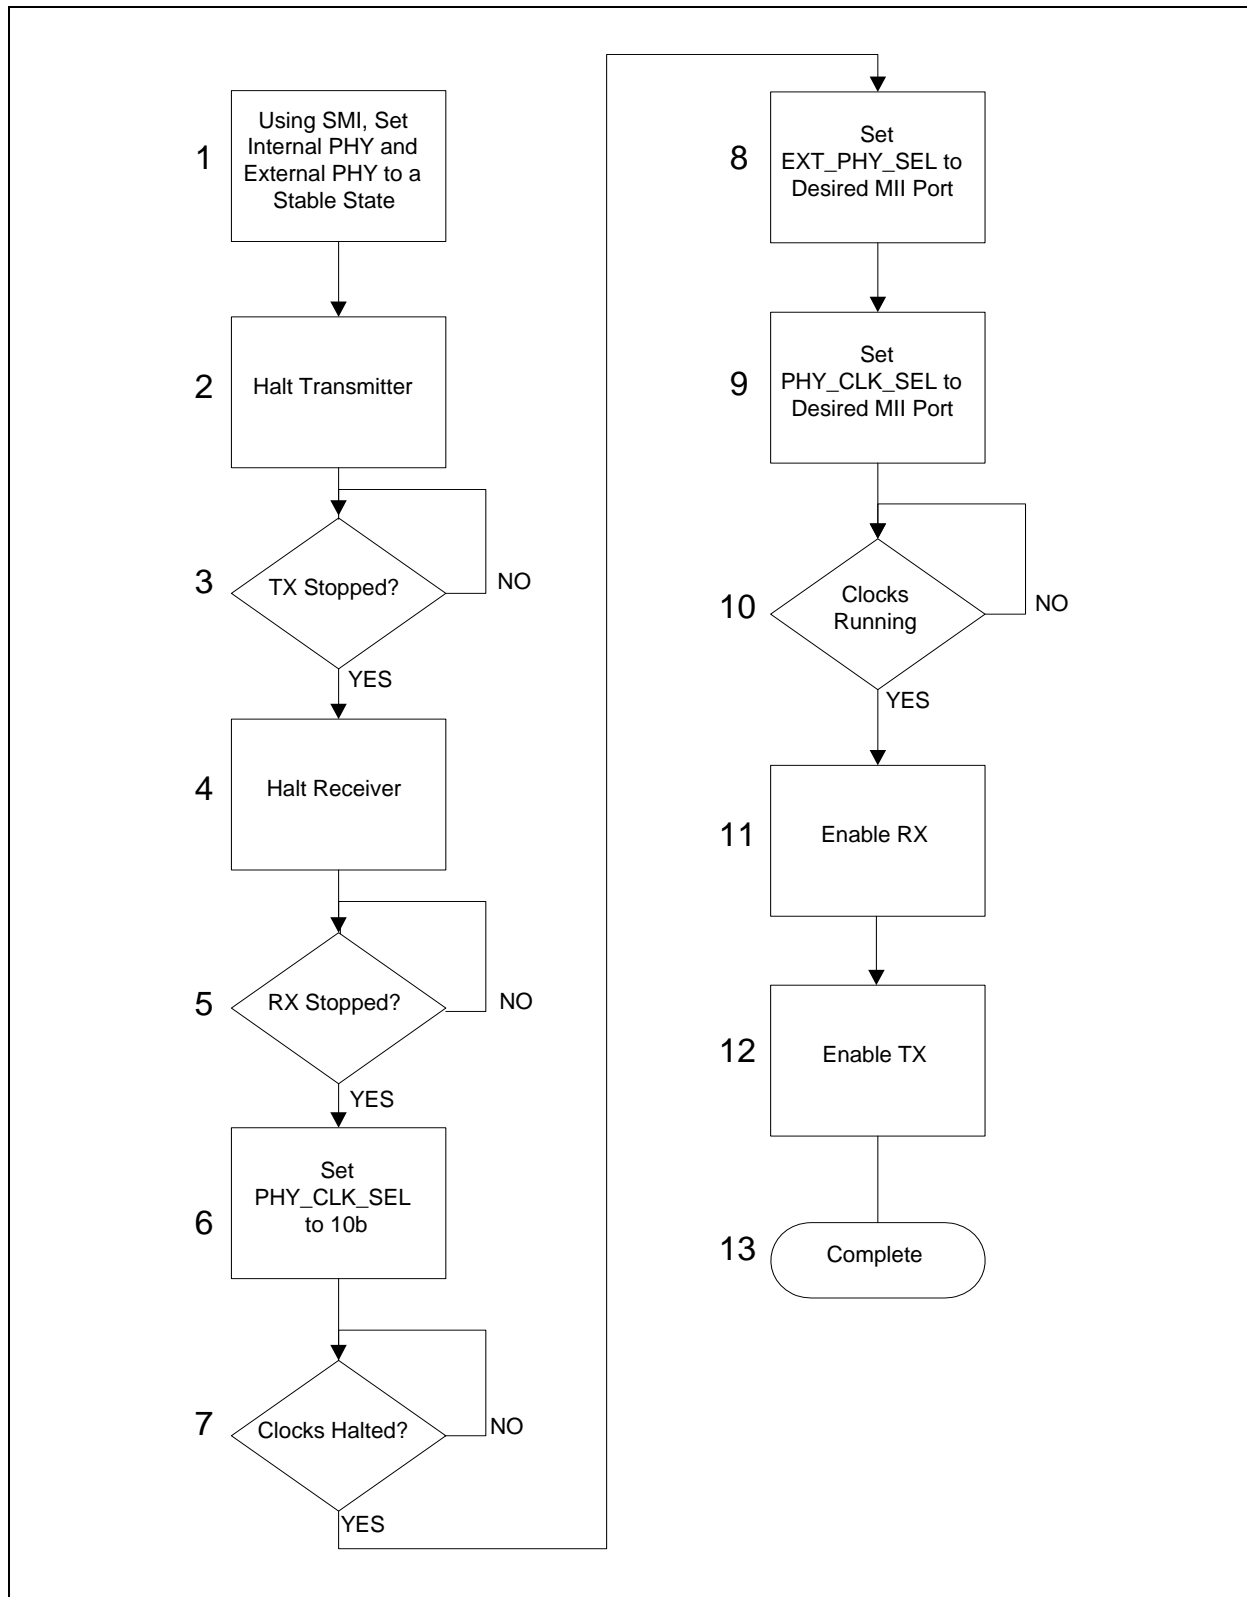 1
Using SMI, Set
Internal PHY and
External PHY to a
Stable State
2
Halt Transmitter
3
TX Stopped?
NO
YES
4
Halt Receiver
5
RX Stopped?
NO
YES
6
Set
PHY_CLK_SEL
to 10b
7
Clocks Halted?
NO
YES
8
Set
EXT_PHY_SEL to
Desired MII Port
9
Set
PHY_CLK_SEL to
Desired MII Port
10
Clocks
Running
NO
YES
11
Enable RX
12
Enable TX
13
Complete